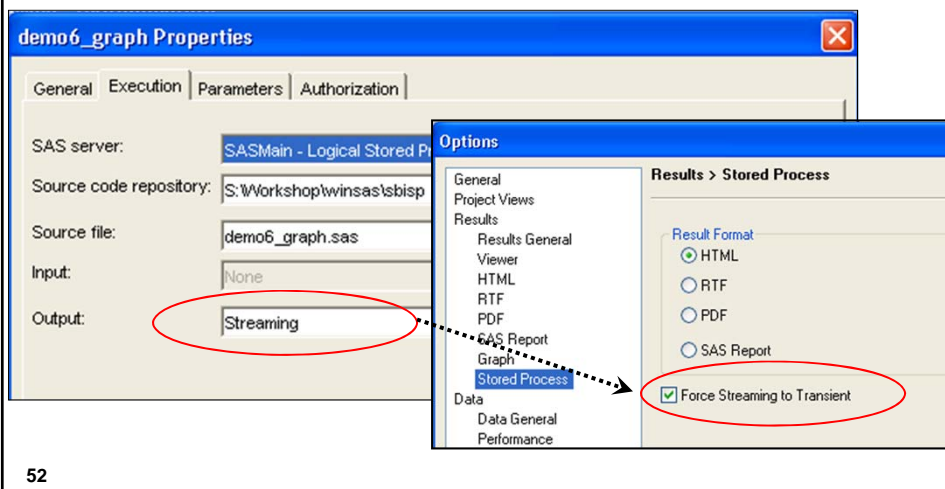 demo6_graph Properties
General Execution Parameters Authorization
SAS server:
SASMain - Logical Stored
Source code repository:
S:\Workshop\winsas\sbisp
Source file:
demo6_graph.sas
Input:
None
Output:
Streaming
Options
General
Project Views
Results
Results General
Viewer
HTML
RTF
PDF
SAS Report
Graph
Stored Process
Data
Data General
Performance
Results > Stored Process
Result Format
HTML
RTF
PDF
SAS Report
Force Streaming to Transient
52